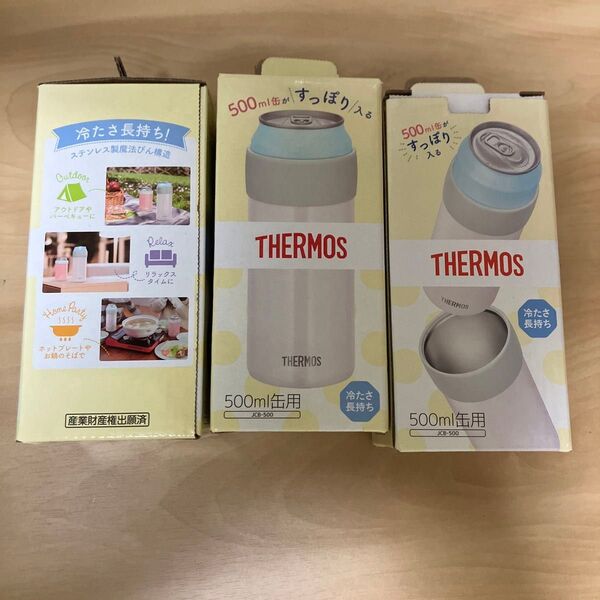 冷たさ長持ち!
ステンレス製魔法びん構造
Outdoor
アウトドアや
バーベキューに
Relax
リラックス
タイムに
Home Party
ホットプレートや
お鍋のそばで
産業財産権出願済
500ml缶が すっぽり入る
THERMOS
THERMOS
冷たさ
長持ち
500ml缶用
JCB-500
500ml缶が
すっぽり
入る
THERMOS
THERMOS
冷たさ
長持ち
500ml缶用
JCB-500